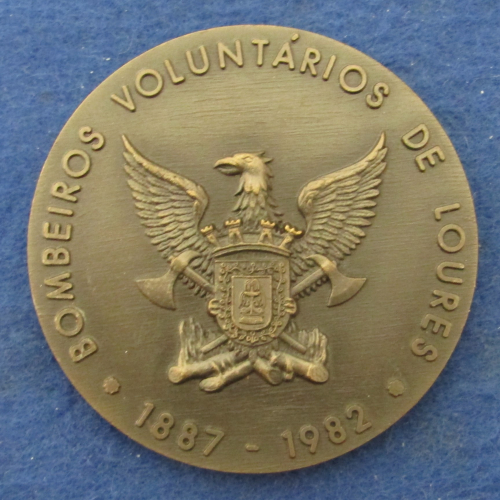 BOMBEIROS VOLUNTÁRIOS DE LOURES
1887 - 1982